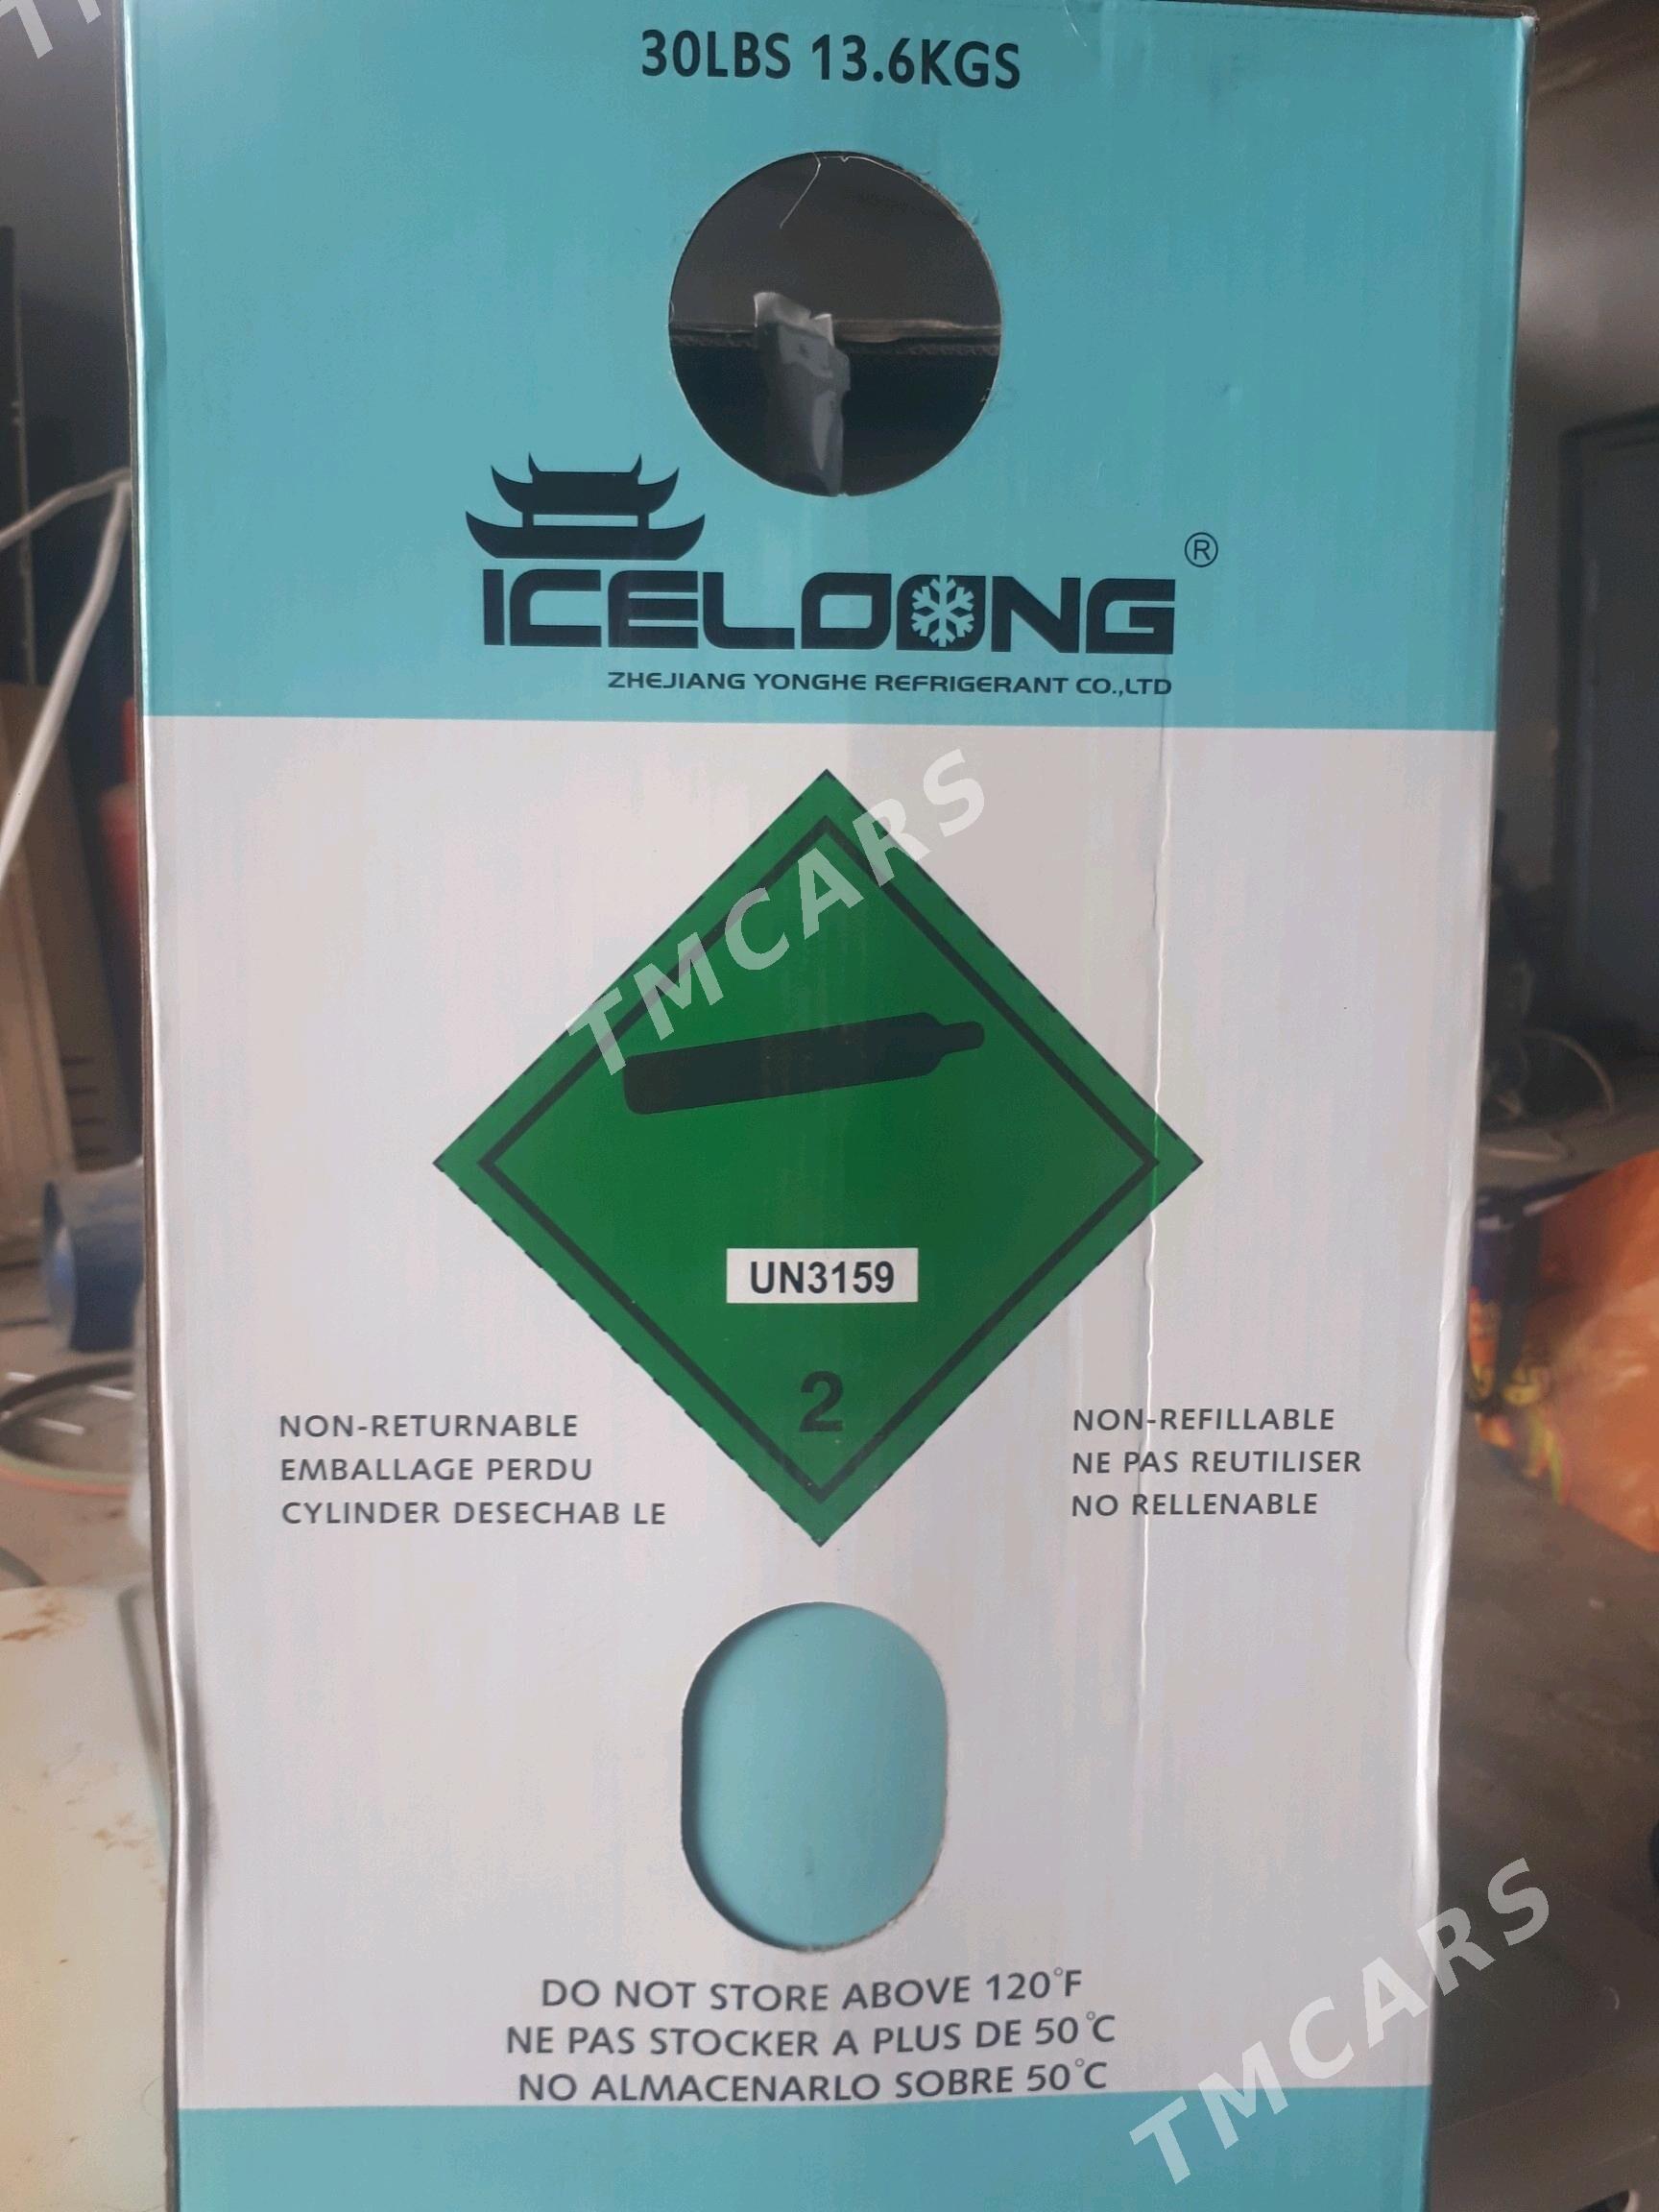 30LBS 13.6KGS
ICELOONG®
ZHEJIANG YONGHE REFRIGERANT CO.,LTD
TMCARS
UN3159
2
NON-RETURNABLE
EMBALLAGE PERDU
CYLINDER DESECHAB LE
NON-REFILLABLE
NE PAS REUTILISER
NO RELLENABLE
DO NOT STORE ABOVE 120°F
NE PAS STOCKER A PLUS DE 50°C
NO ALMACENARLO SOBRE 50°C
TMCARS